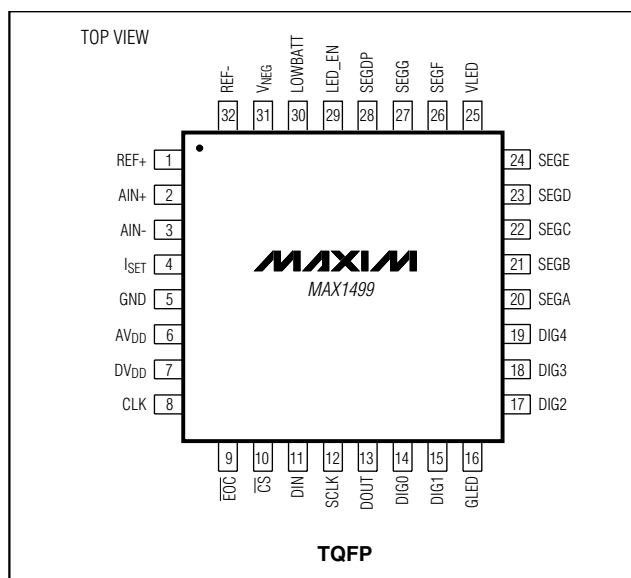 TOP VIEW
REF-
VNEG
LOWBATT
LED_EN
SEGDP
SEGG
SEGF
VLED
32 31 30 29 28 27 26 25
REF+ 1
AIN+ 2
AIN- 3
ISET 4
GND 5
AVDD 6
DVDD 7
CLK 8
MAXIM
MAX1499
24 SEGE
23 SEGD
22 SEGC
21 SEGB
20 SEGA
19 DIG4
18 DIG3
17 DIG2
9 10 11 12 13 14 15 16
EOC
CS
DIN
SCLK
DOUT
DIG0
DIG1
GLED
TQFP